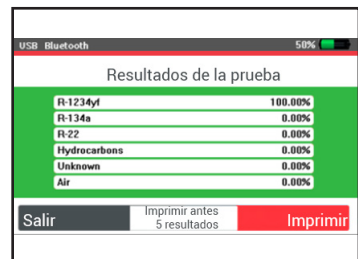 USB Bluetooth 50%
Resultados de la prueba
R-1234yf 100.00%
R-134a 0.00%
R-22 0.00%
Hydrocarbons 0.00%
Unknown 0.00%
Air 0.00%
Salir
Imprimir antes
5 resultados
Imprimir